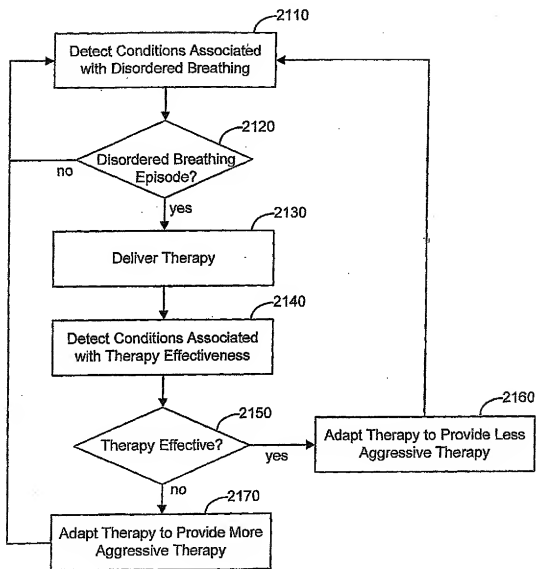 2110
Detect Conditions Associated
with Disordered Breathing
2120
Disordered Breathing
Episode?
no
yes
2130
Deliver Therapy
2140
Detect Conditions Associated
with Therapy Effectiveness
2150
Therapy Effective?
yes
no
2160
Adapt Therapy to Provide Less
Aggressive Therapy
2170
Adapt Therapy to Provide More
Aggressive Therapy